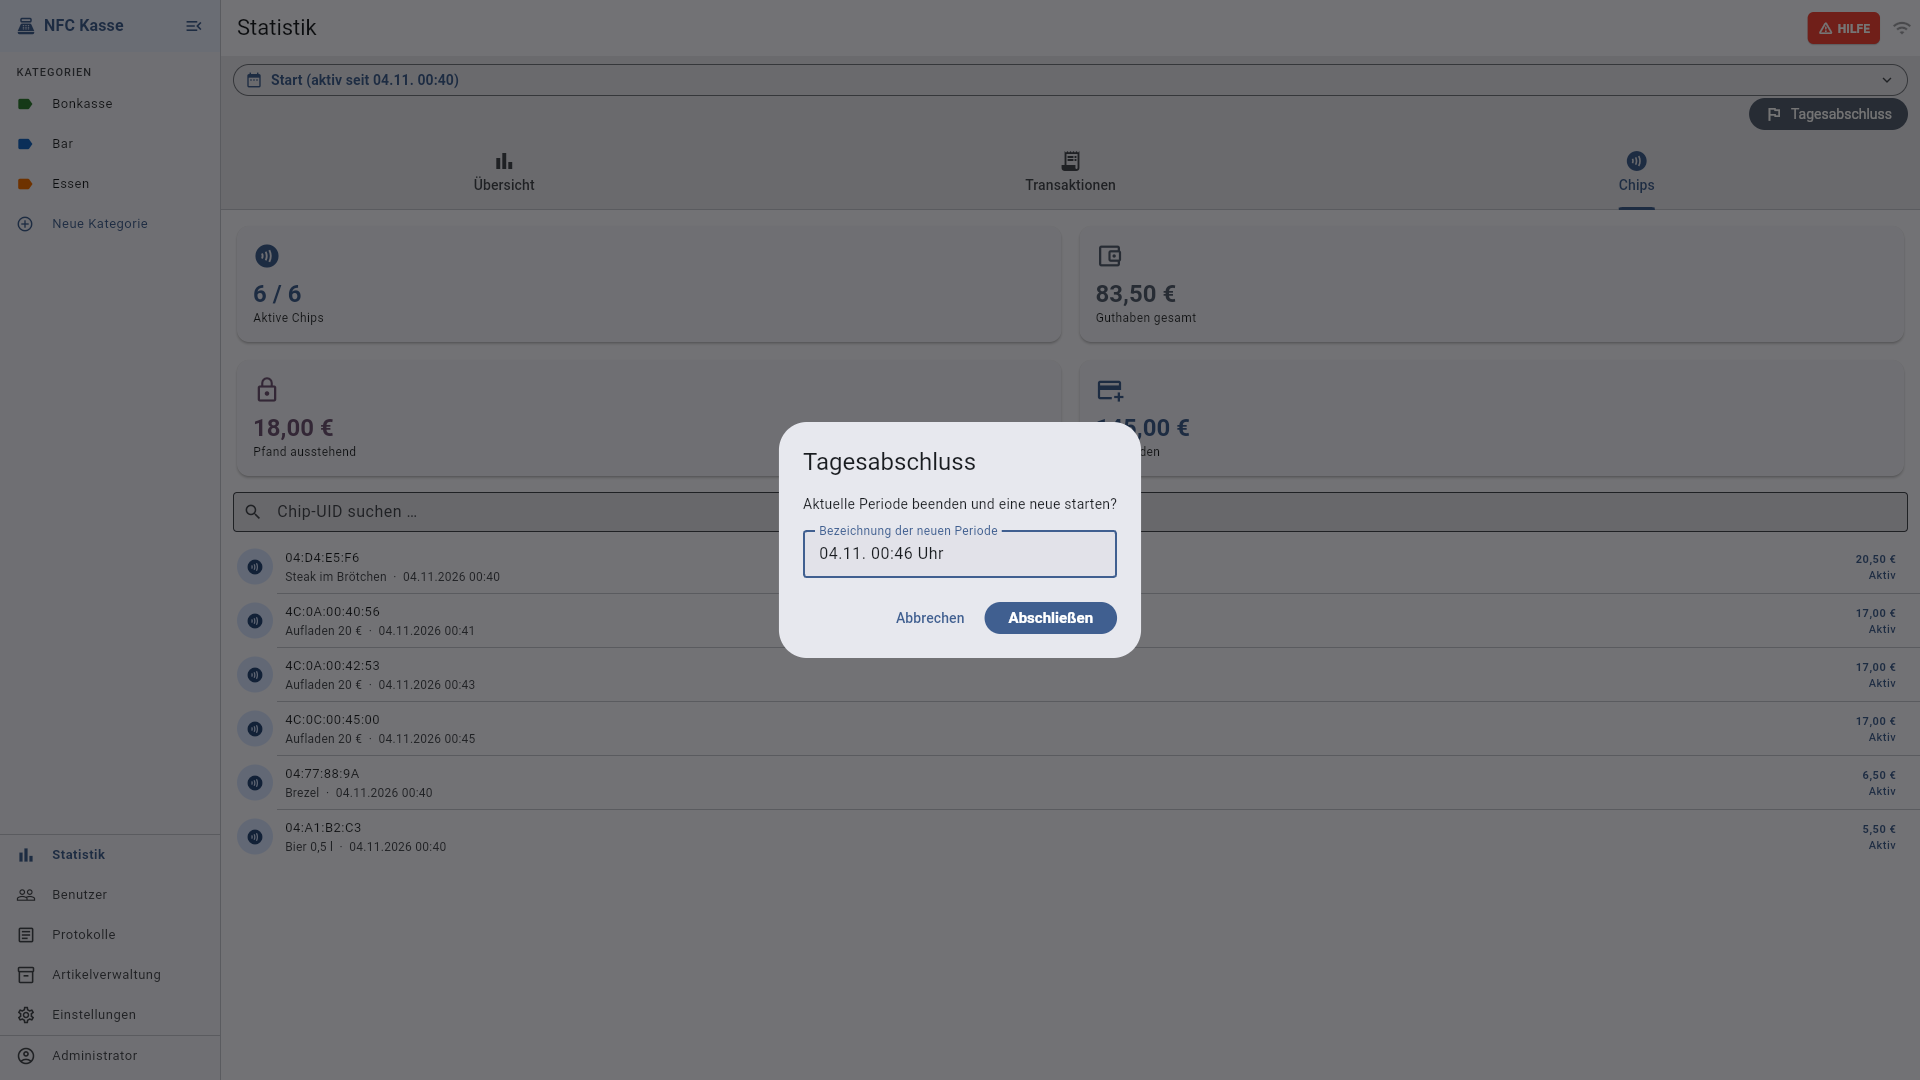 NFC Kasse
KATEGORIEN
Bonkasse
Bar
Essen
Neue Kategorie
Statistik
Benutzer
Protokolle
Artikelverwaltung
Einstellungen
Administrator
Statistik
HILFE
Start (aktiv seit 04.11. 00:40)
Tagesabschluss
Übersicht
Transaktionen
Chips
6 / 6
Aktive Chips
83,50 €
Guthaben gesamt
18,00 €
Pfand ausstehend
5,00 €
Tagesabschluss
Aktuelle Periode beenden und eine neue starten?
Bezeichnung der neuen Periode
04.11. 00:46 Uhr
Abbrechen
Abschließen
Chip-UID suchen …
04:D4:E5:F6
Steak im Brötchen · 04.11.2026 00:40
20,50 €
Aktiv
4C:0A:00:40:56
Aufladen 20 € · 04.11.2026 00:41
17,00 €
Aktiv
4C:0A:00:42:53
Aufladen 20 € · 04.11.2026 00:43
17,00 €
Aktiv
4C:0C:00:45:00
Aufladen 20 € · 04.11.2026 00:45
17,00 €
Aktiv
04:77:88:9A
Brezel · 04.11.2026 00:40
6,50 €
Aktiv
04:A1:B2:C3
Bier 0,5 l · 04.11.2026 00:40
5,50 €
Aktiv